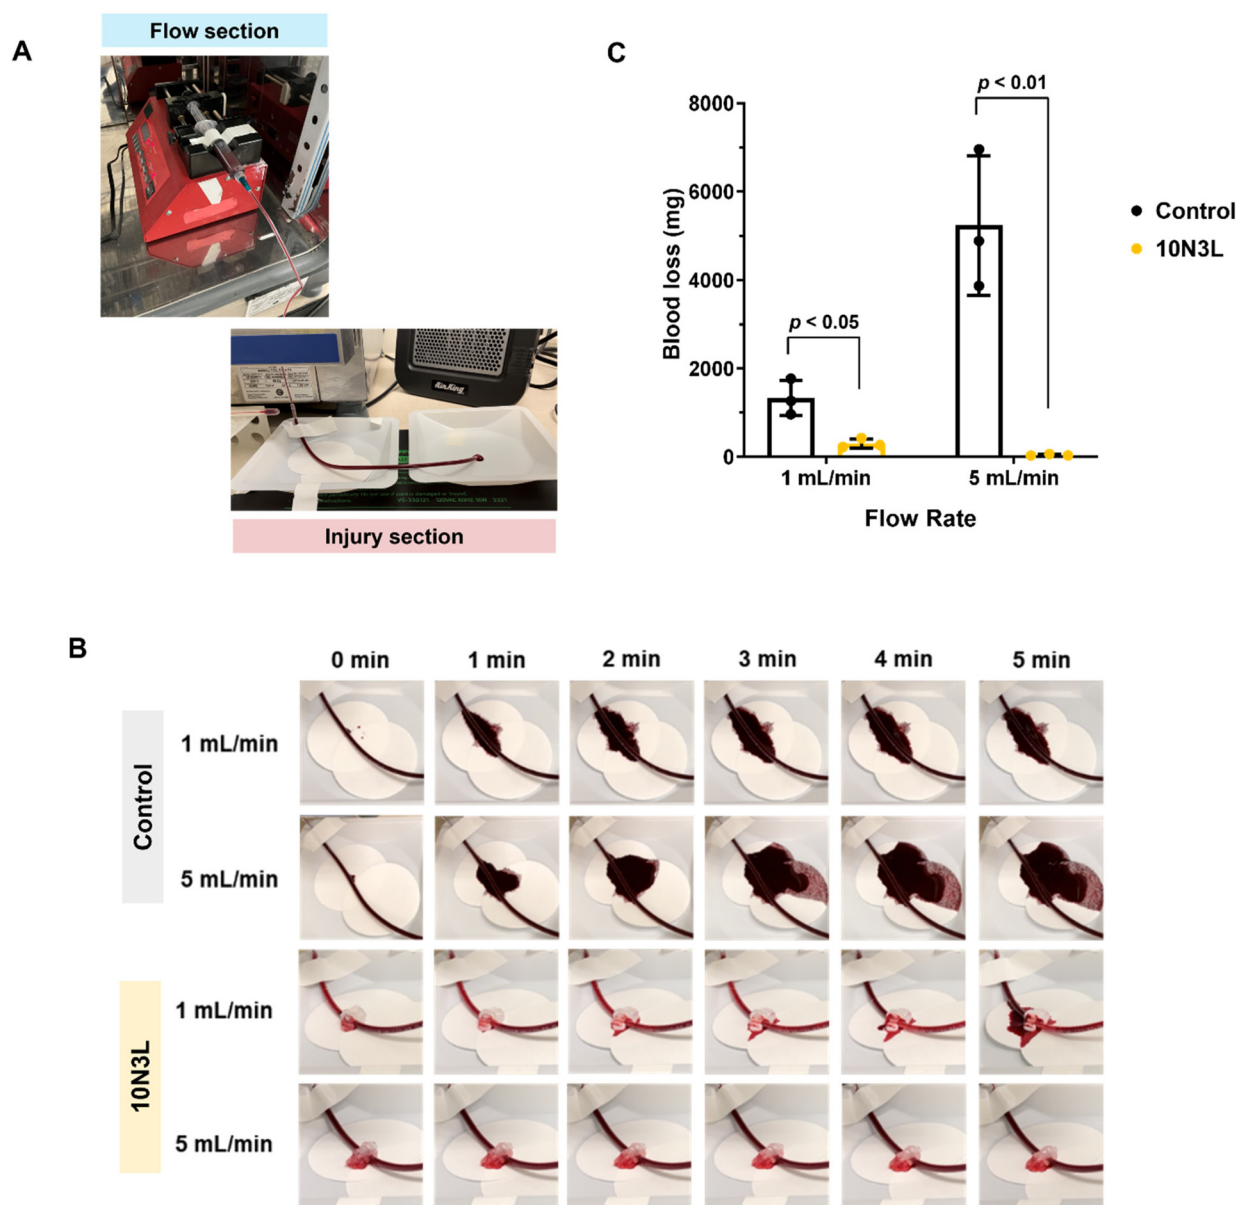 A
Flow section
Air King
Injury section
C
8000
6000
4000
2000
0
Blood loss (mg)
p < 0.05
p < 0.01
1 mL/min
5 mL/min
Flow Rate
Control
10N3L
B
0 min
1 min
2 min
3 min
4 min
5 min
Control
1 mL/min
5 mL/min
10N3L
1 mL/min
5 mL/min